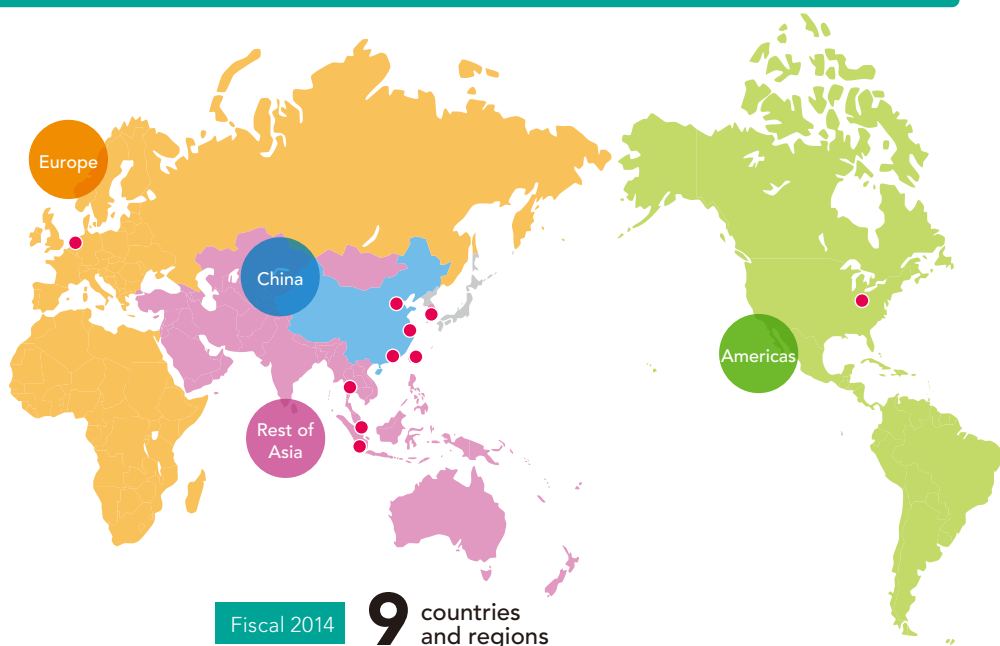 Europe
China
Americas
Rest of
Asia
Fiscal 2014
9 countries
and regions